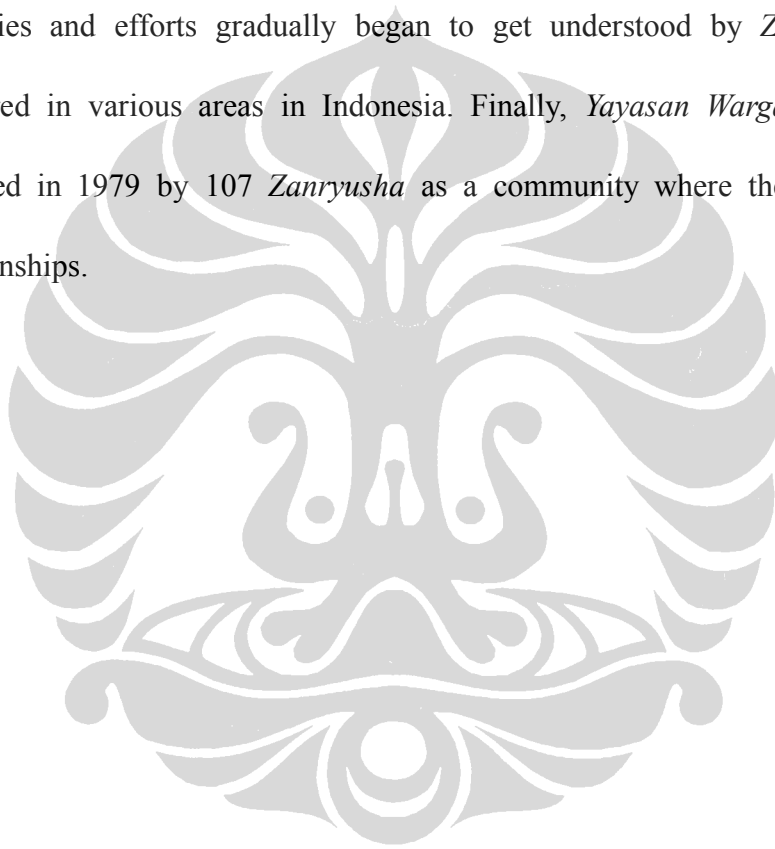 ies and efforts gradually began to get understood by Z
ed in various areas in Indonesia. Finally, Yayasan Warga
ed in 1979 by 107 Zanryusha as a community where the
nships.